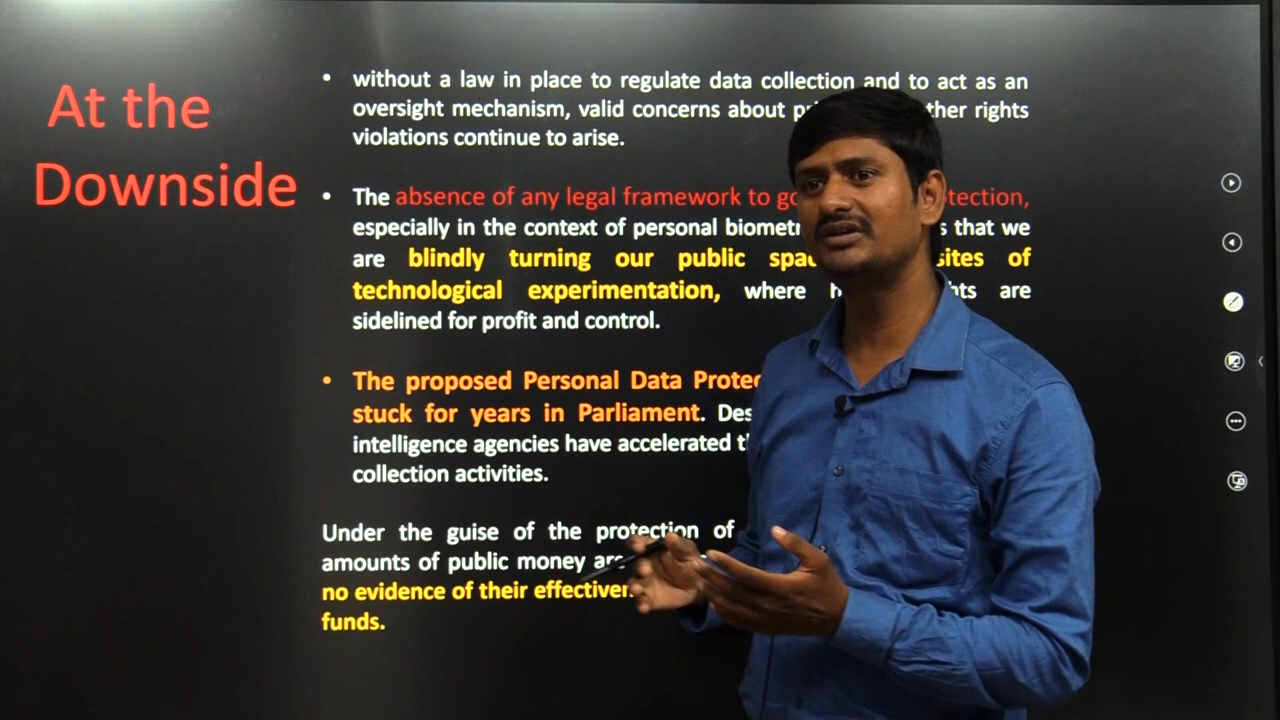 At the
Downside
• without a law in place to regulate data collection and to act as an
oversight mechanism, valid concerns about rights
violations continue to arise.
• The absence of any legal framework to
especially in the context of personal that we
are blindly turning our public sites of
technological experimentation, where are
sidelined for profit and control.
• The proposed Personal Data
stuck for years in Parliament.
intelligence agencies have accelerated
collection activities.
Under the guise of the protection of
amounts of public money
no evidence of their
funds.